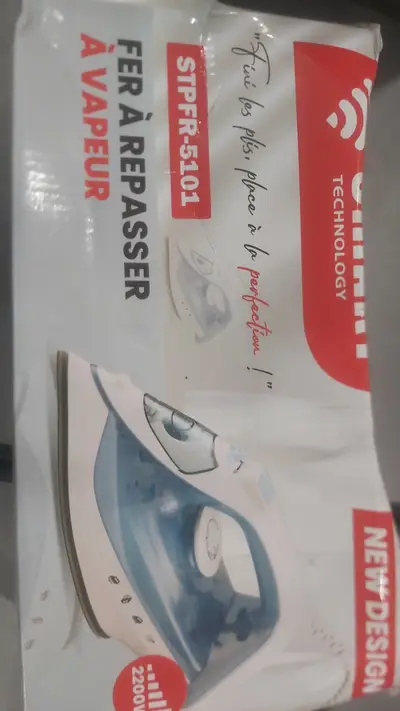 TECHNOLOGY
"Fini les plis, place à la perfection !"
STPFR-5101
FER À REPASSER
À VAPEUR
NEW DESIGN
2200W